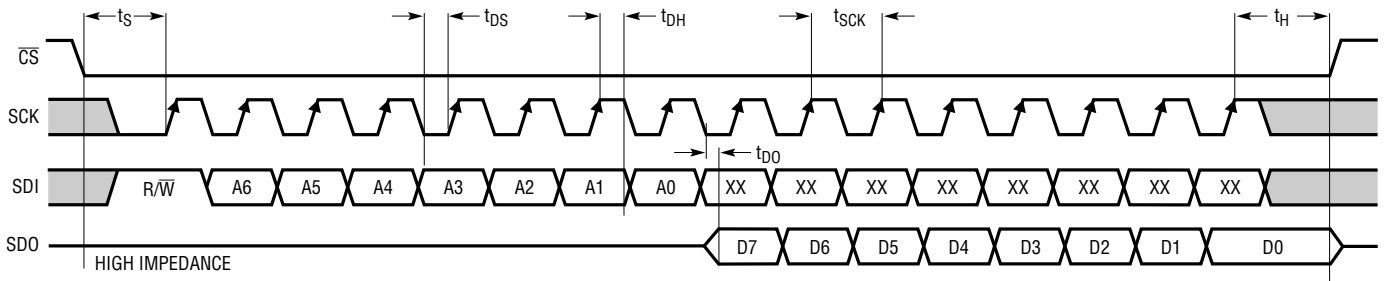 tS tDS tDH tSCK tH
CS
SCK
tDO
SDI R/W A6 A5 A4 A3 A2 A1 A0 XX XX XX XX XX XX XX XX
SDO D7 D6 D5 D4 D3 D2 D1 D0
HIGH IMPEDANCE